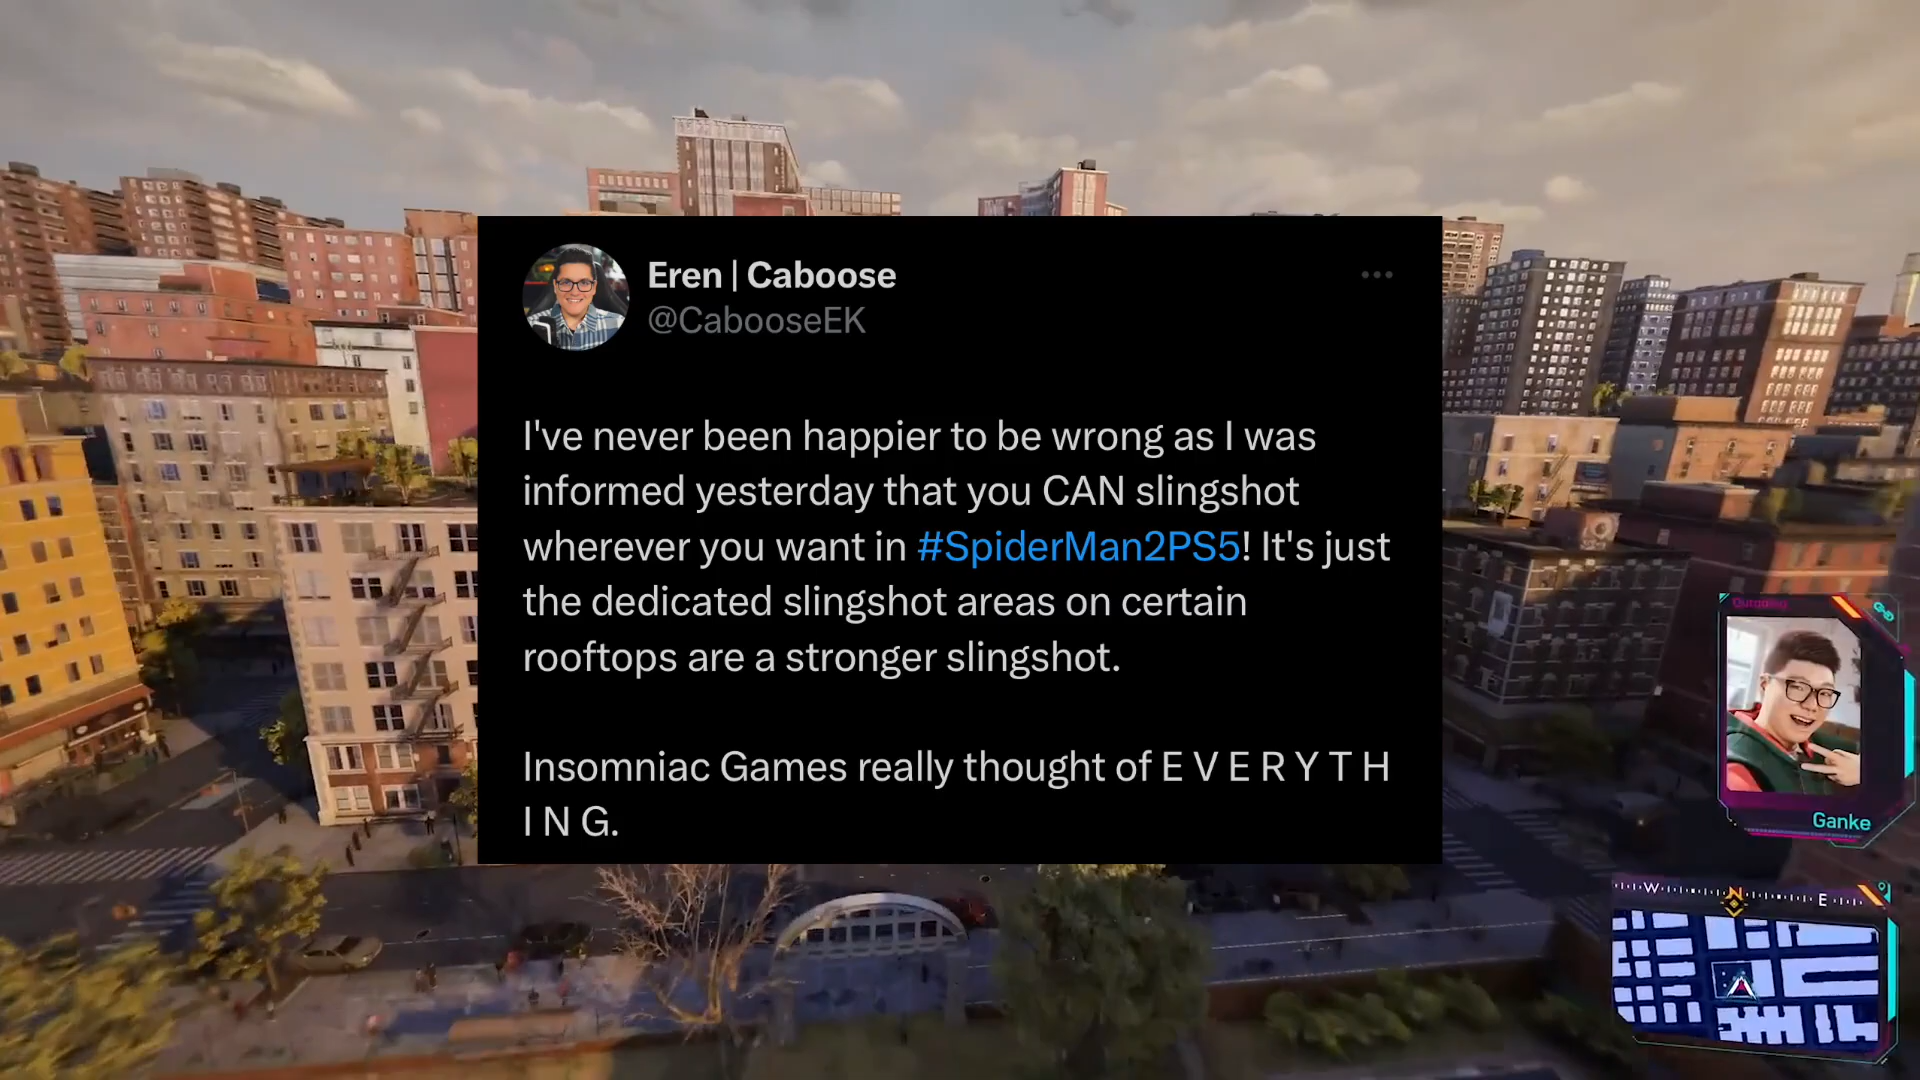 Eren | Caboose
@CabooseEK
I've never been happier to be wrong as I was
informed yesterday that you CAN slingshot
wherever you want in #SpiderMan2PS5! It's just
the dedicated slingshot areas on certain
rooftops are a stronger slingshot.
Insomniac Games really thought of E V E R Y T H
I N G.
Outgoing
Ganke
W N E